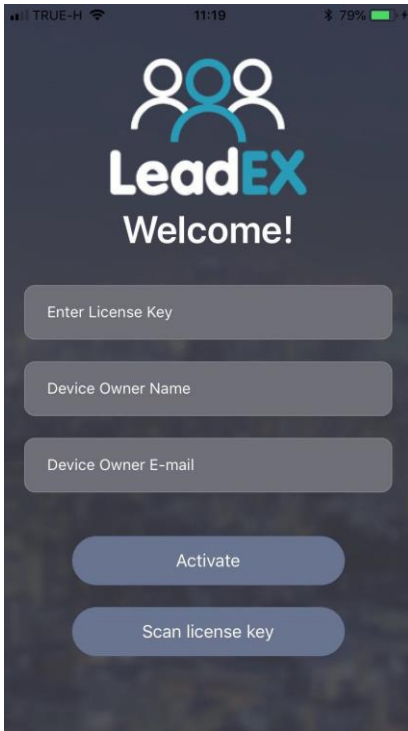 TRUE-H 11:19 79%
LeadEX
Welcome!
Enter License Key
Device Owner Name
Device Owner E-mail
Activate
Scan license key